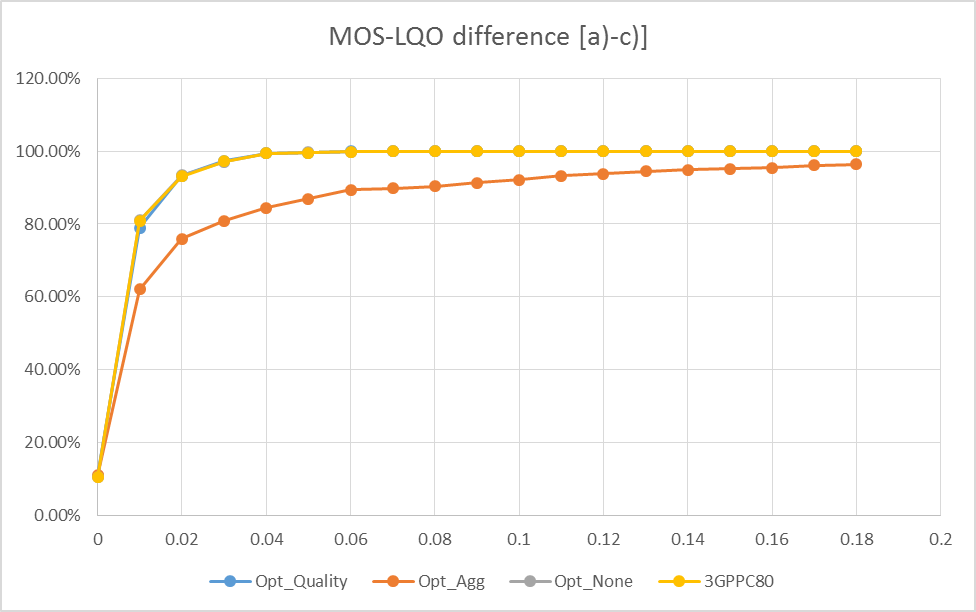 MOS-LQO difference [a)-c)]
120.00%
100.00%
80.00%
60.00%
40.00%
20.00%
0.00%
0 0.02 0.04 0.06 0.08 0.1 0.12 0.14 0.16 0.18 0.2
Opt_Quality Opt_Agg Opt_None 3GPPC80